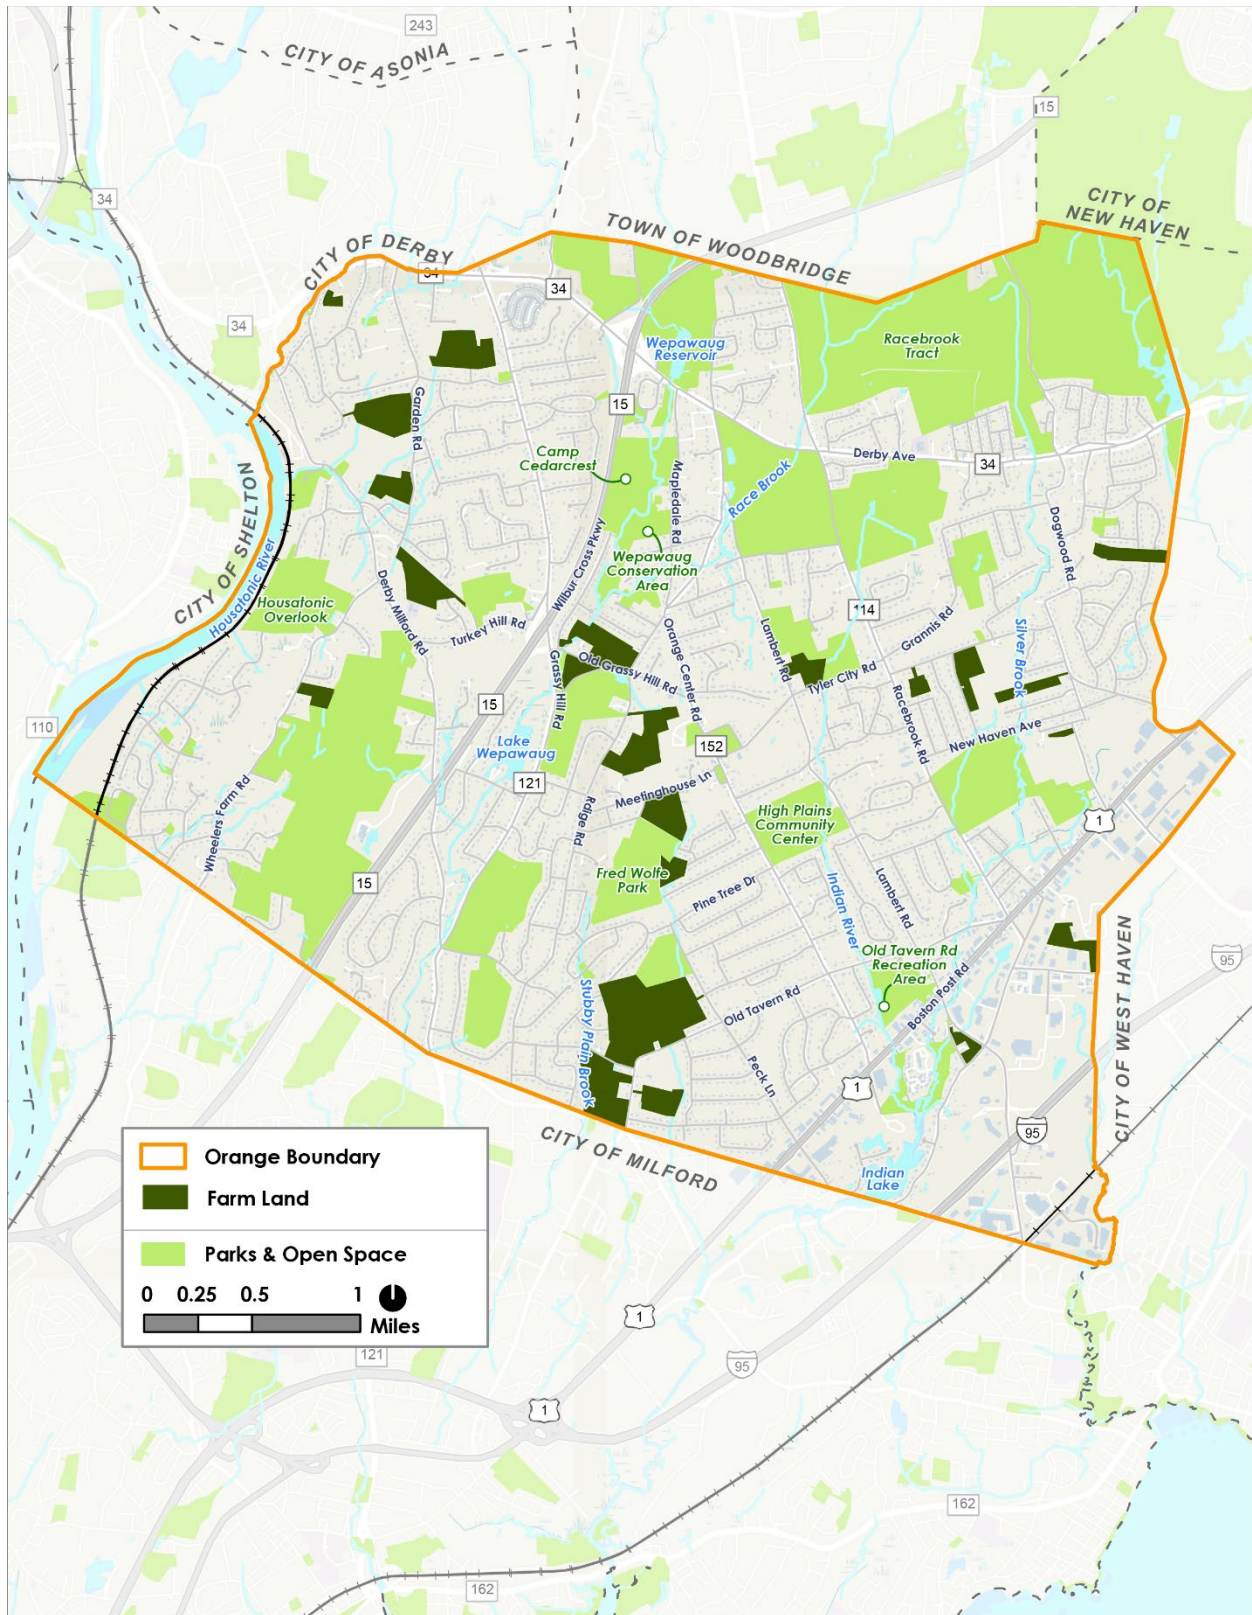 243
CITY OF ASONIA
15
34
CITY OF
NEW HAVEN
TOWN OF WOODBRIDGE
CITY OF DERBY
34
34
34
Wepawaug
Reservoir
Racebrook
Tract
15
Garden Rd
Camp
Cedarcrest
Mapledale Rd
Race Brook
Derby Ave
34
CITY OF SHELTON
Housatonic River
Dogwood Rd
Wilbur Cross Pkwy
Wepawaug
Conservation
Area
Housatonic
Overlook
Derby Milford Rd
Turkey Hill Rd
114
Grannis Rd
Silver Brook
Lambert Rd
Orange Center Rd
Old Grassy Hill Rd
Grassy Hill Rd
Tyler City Rd
Racebrook Rd
110
15
New Haven Ave
Lake
Wepawaug
152
121
Meetinghouse Ln
Rdige Rd
Wheelers Farm Rd
High Plains
Community
Center
1
15
Fred Wolfe
Park
Pine Tree Dr
Lambert Rd
Indian River
Old Tavern Rd
Recreation
Area
95
CITY OF WEST HAVEN
Boston Post Rd
Old Tavern Rd
Stubby Plain Brook
Peck Ln
1
95
CITY OF MILFORD
Indian
Lake
Orange Boundary
Farm Land
Parks & Open Space
0 0.25 0.5 1
Miles
1
121
95
1
162
162